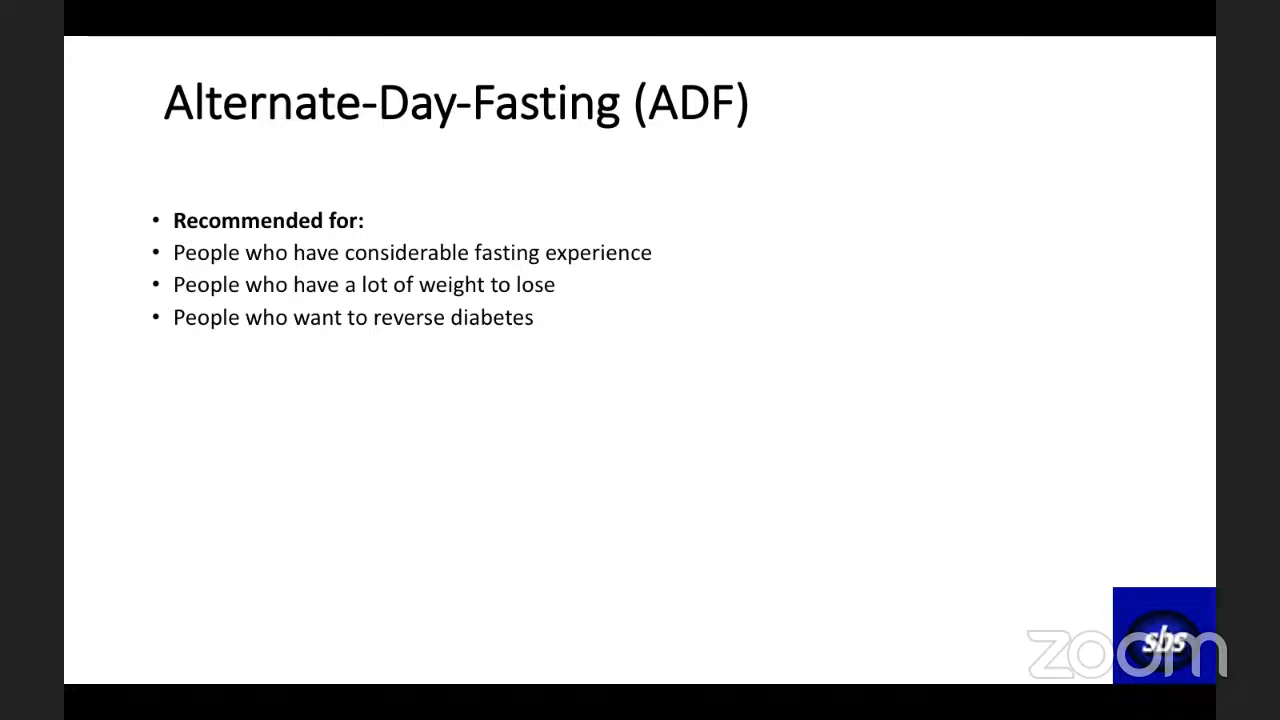 Alternate-Day-Fasting (ADF)
• Recommended for:
• People who have considerable fasting experience
• People who have a lot of weight to lose
• People who want to reverse diabetes
sbs
zoom